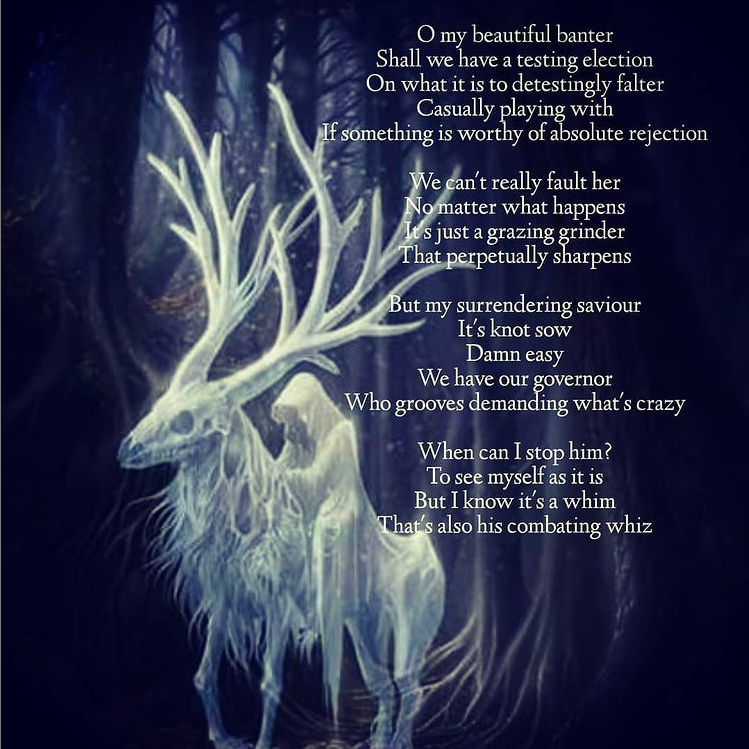 O my beautiful banter
Shall we have a testing election
On what it is to detestingly falter
Casually playing with
If something is worthy of absolute rejection
We can't really fault her
No matter what happens
It's just a grazing grinder
That perpetually sharpens
But my surrendering saviour
It's knot sow
Damn easy
We have our governor
Who grooves demanding what's crazy
When can I stop him?
To see myself as it is
But I know it's a whim
That's also his combating whiz